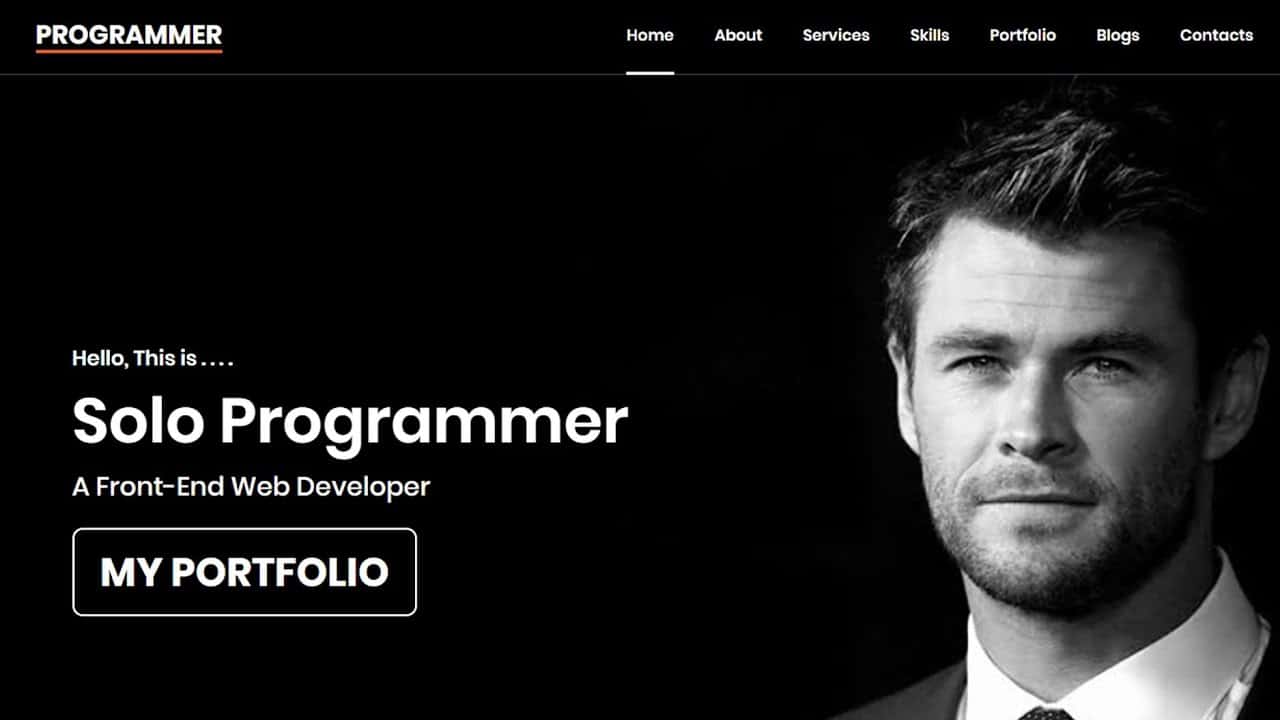 PROGRAMMER
Home About Services Skills Portfolio Blogs Contacts
Hello, This is . . . .
Solo Programmer
A Front-End Web Developer
MY PORTFOLIO